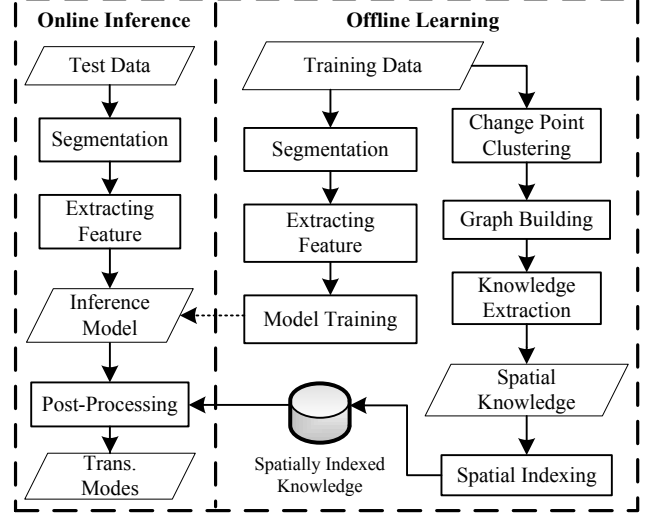 Online Inference
Test Data
Segmentation
Extracting
Feature
Inference
Model
Post-Processing
Trans.
Modes
Offline Learning
Training Data
Segmentation
Extracting
Feature
Model Training
Change Point
Clustering
Graph Building
Knowledge
Extraction
Spatial
Knowledge
Spatial Indexing
Spatially Indexed
Knowledge